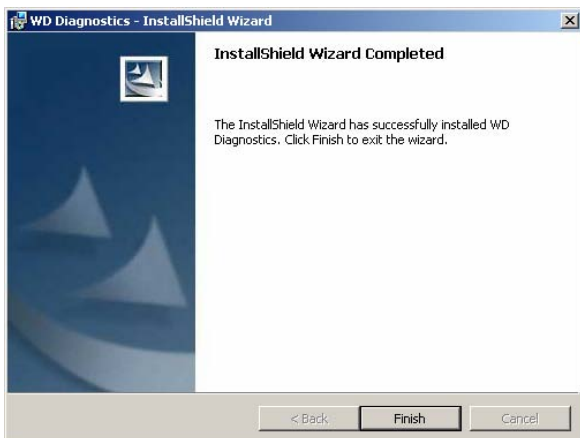 WD Diagnostics - InstallShield Wizard
InstallShield Wizard Completed
The InstallShield Wizard has successfully installed WD
Diagnostics. Click Finish to exit the wizard.
< Back Finish Cancel